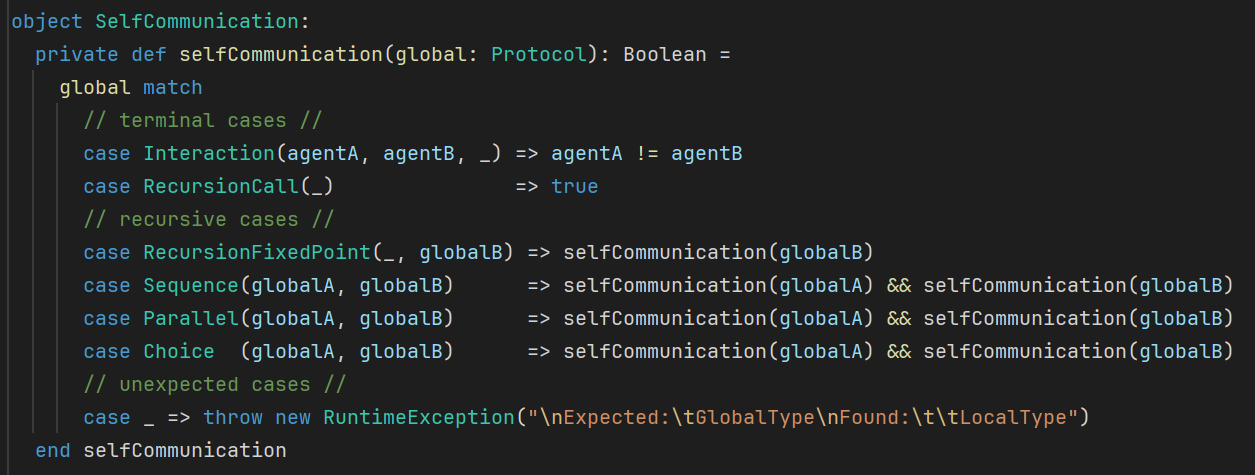 object SelfCommunication:
  private def selfCommunication(global: Protocol): Boolean =
    global match
      // terminal cases //
      case Interaction(agentA, agentB, _) => agentA != agentB
      case RecursionCall(_)               => true
      // recursive cases //
      case RecursionFixedPoint(_, globalB) => selfCommunication(globalB)
      case Sequence(globalA, globalB)      => selfCommunication(globalA) && selfCommunication(globalB)
      case Parallel(globalA, globalB)      => selfCommunication(globalA) && selfCommunication(globalB)
      case Choice  (globalA, globalB)      => selfCommunication(globalA) && selfCommunication(globalB)
      // unexpected cases //
      case _ => throw new RuntimeException("\nExpected:\tGlobalType\nFound:\t\tLocalType")
  end selfCommunication